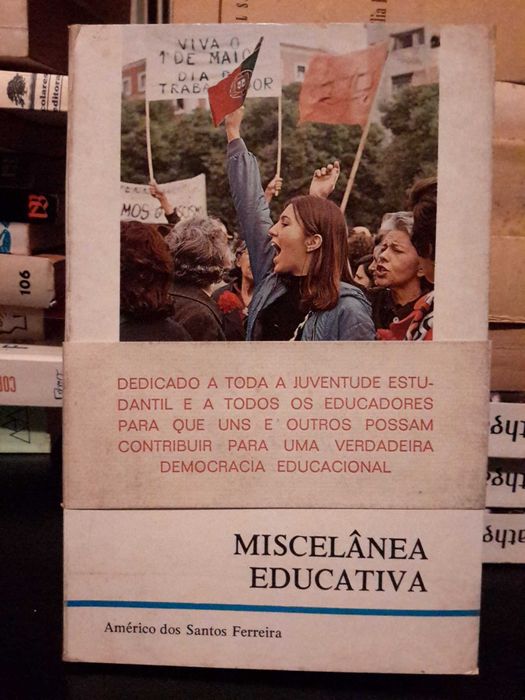 VIVA O
1º DE MAIO
DIA DO
TRABALHADOR
DEDICADO A TODA A JUVENTUDE ESTU-
DANTIL E A TODOS OS EDUCADORES
PARA QUE UNS E OUTROS POSSAM
CONTRIBUIR PARA UMA VERDADEIRA
DEMOCRACIA EDUCACIONAL
MISCELÂNEA
EDUCATIVA
Américo dos Santos Ferreira
106